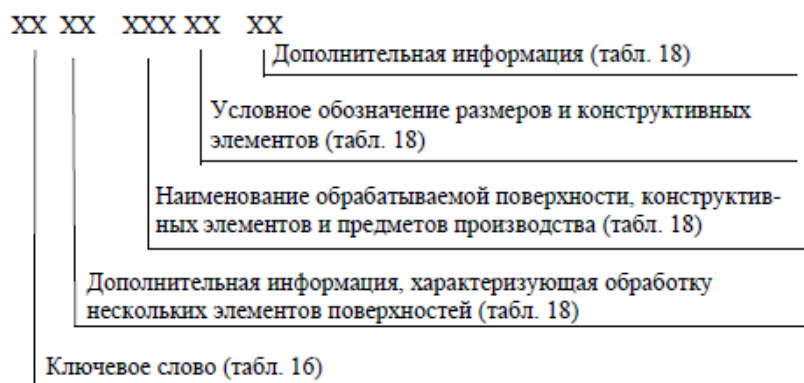 XX XX XXX XX XX
Дополнительная информация (табл. 18)
Условное обозначение размеров и конструктивных
элементов (табл. 18)
Наименование обрабатываемой поверхности, конструктив-
ных элементов и предметов производства (табл. 18)
Дополнительная информация, характеризующая обработку
нескольких элементов поверхностей (табл. 18)
Ключевое слово (табл. 16)